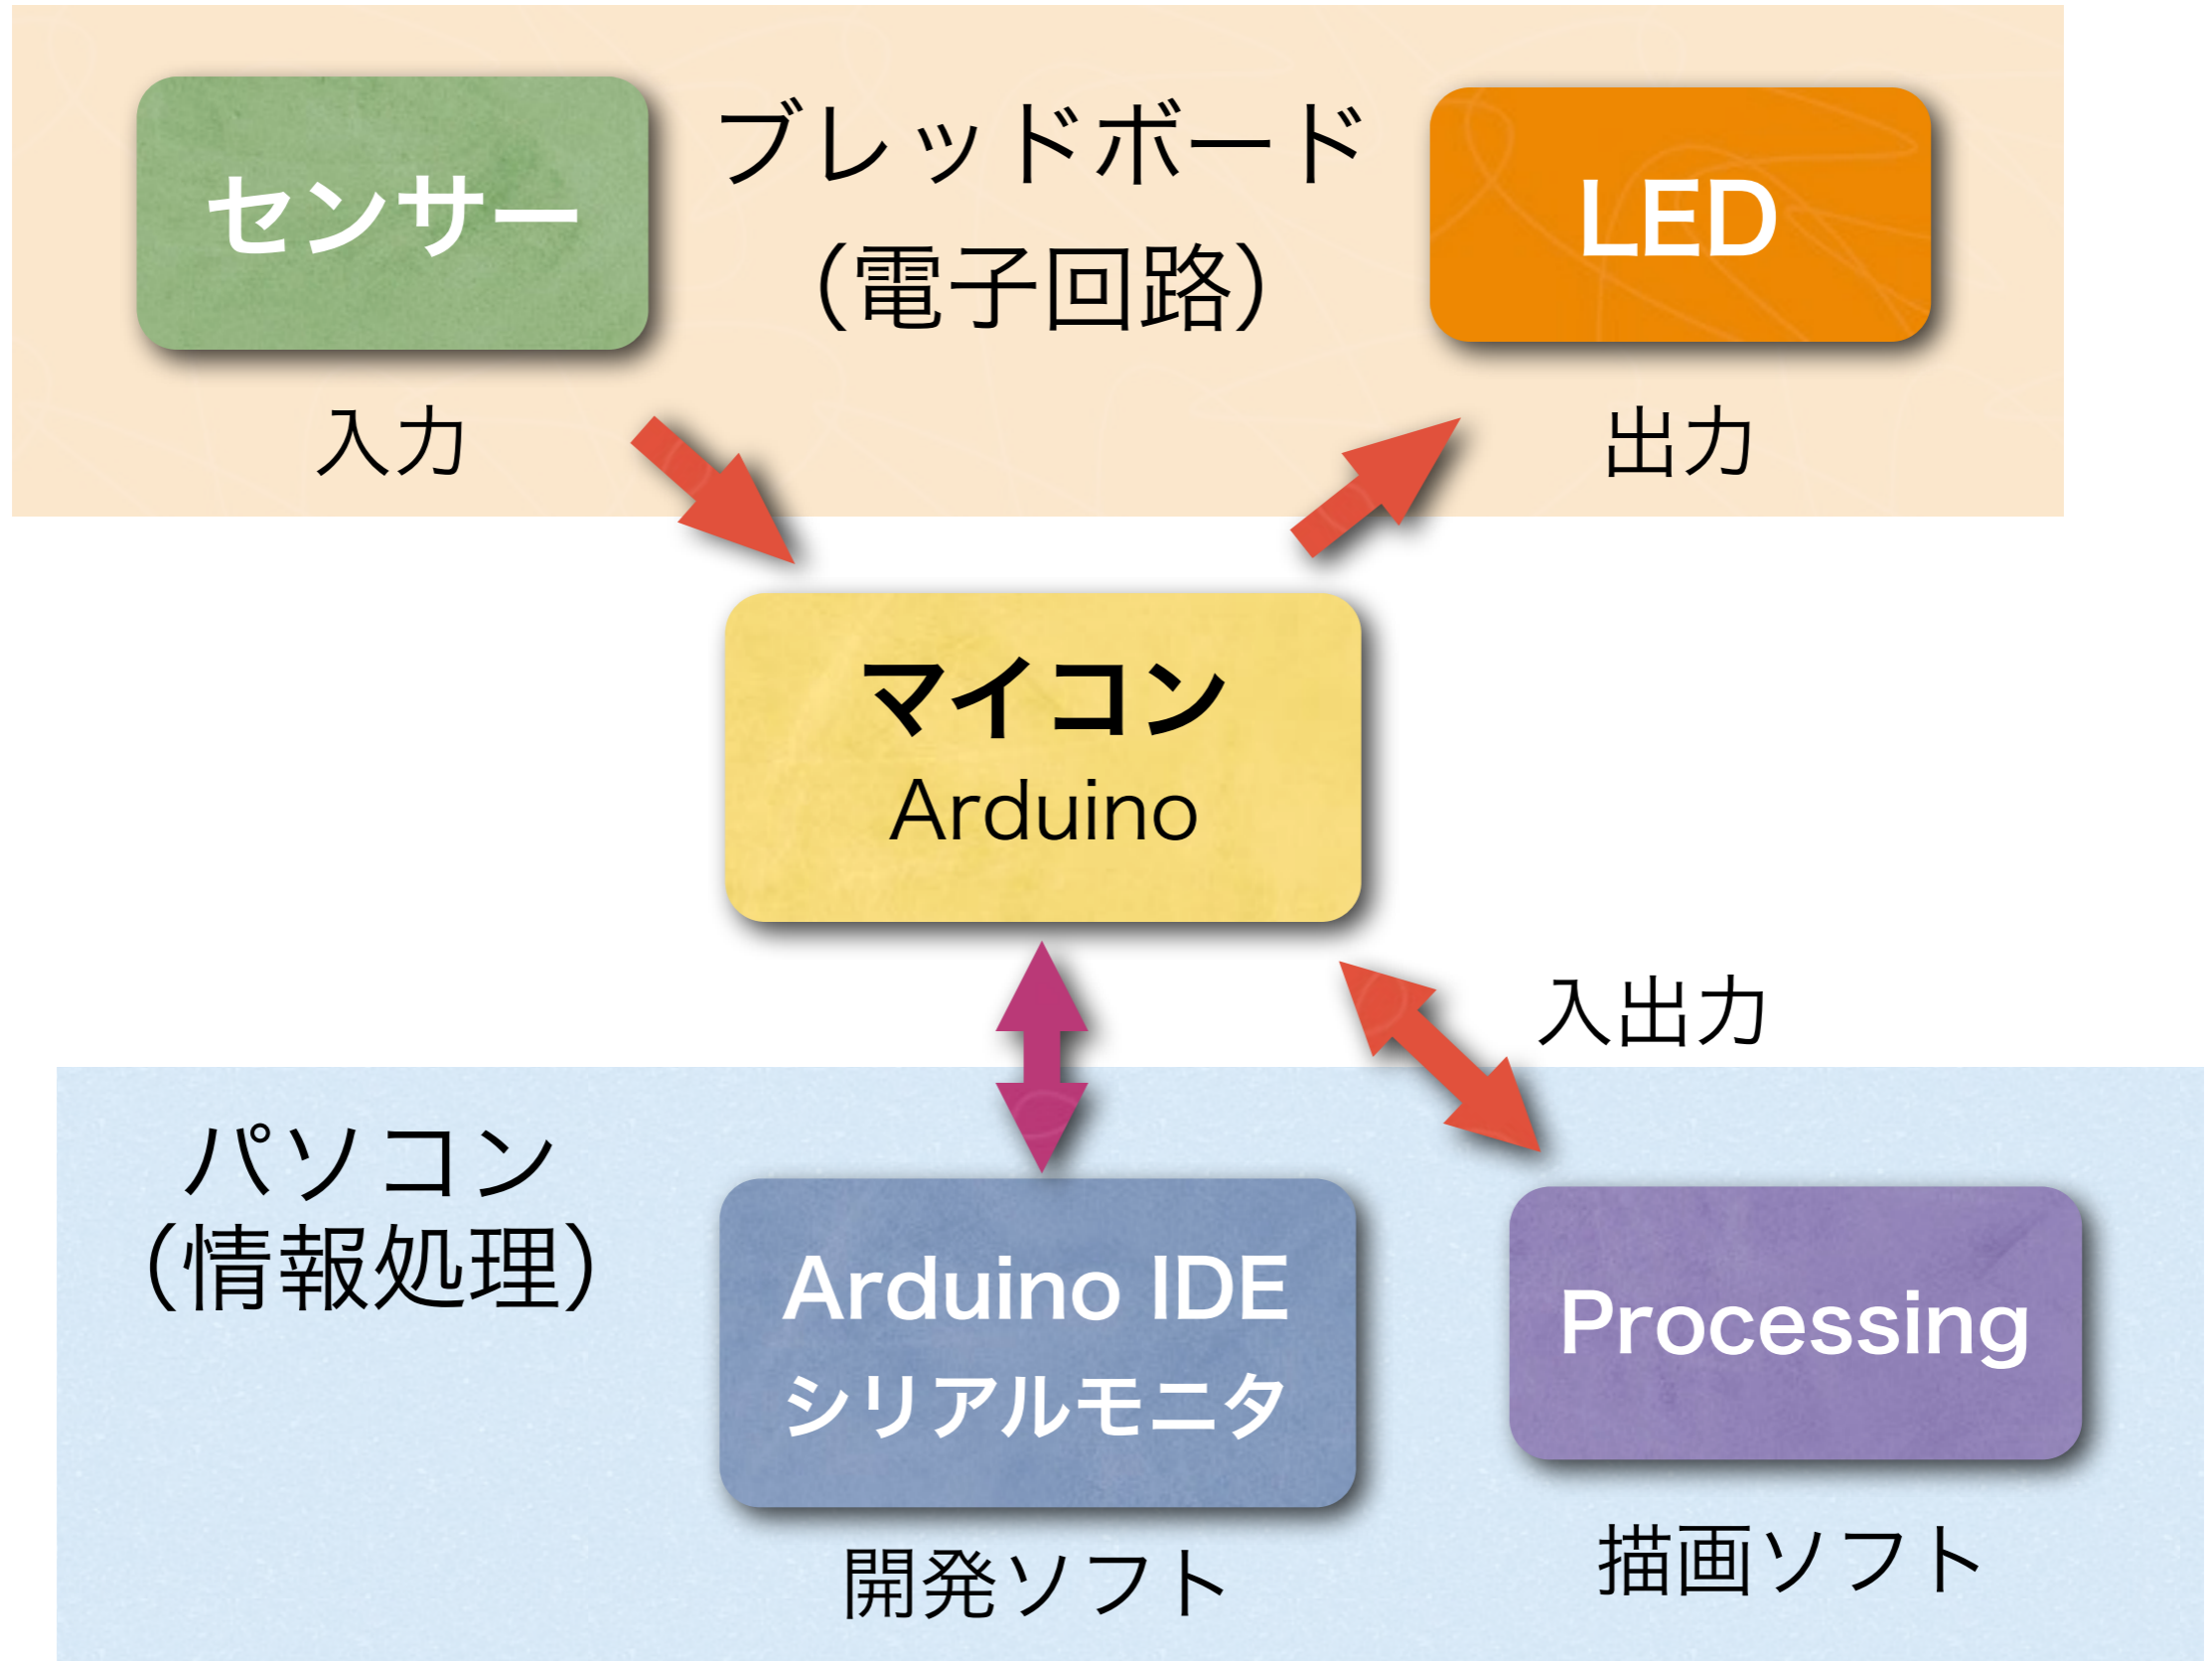 センサー
ブレッドボード
（電子回路）
LED
入力
出力
マイコン
Arduino
入出力
パソコン
（情報処理）
Arduino IDE
シリアルモニタ
Processing
開発ソフト
描画ソフト